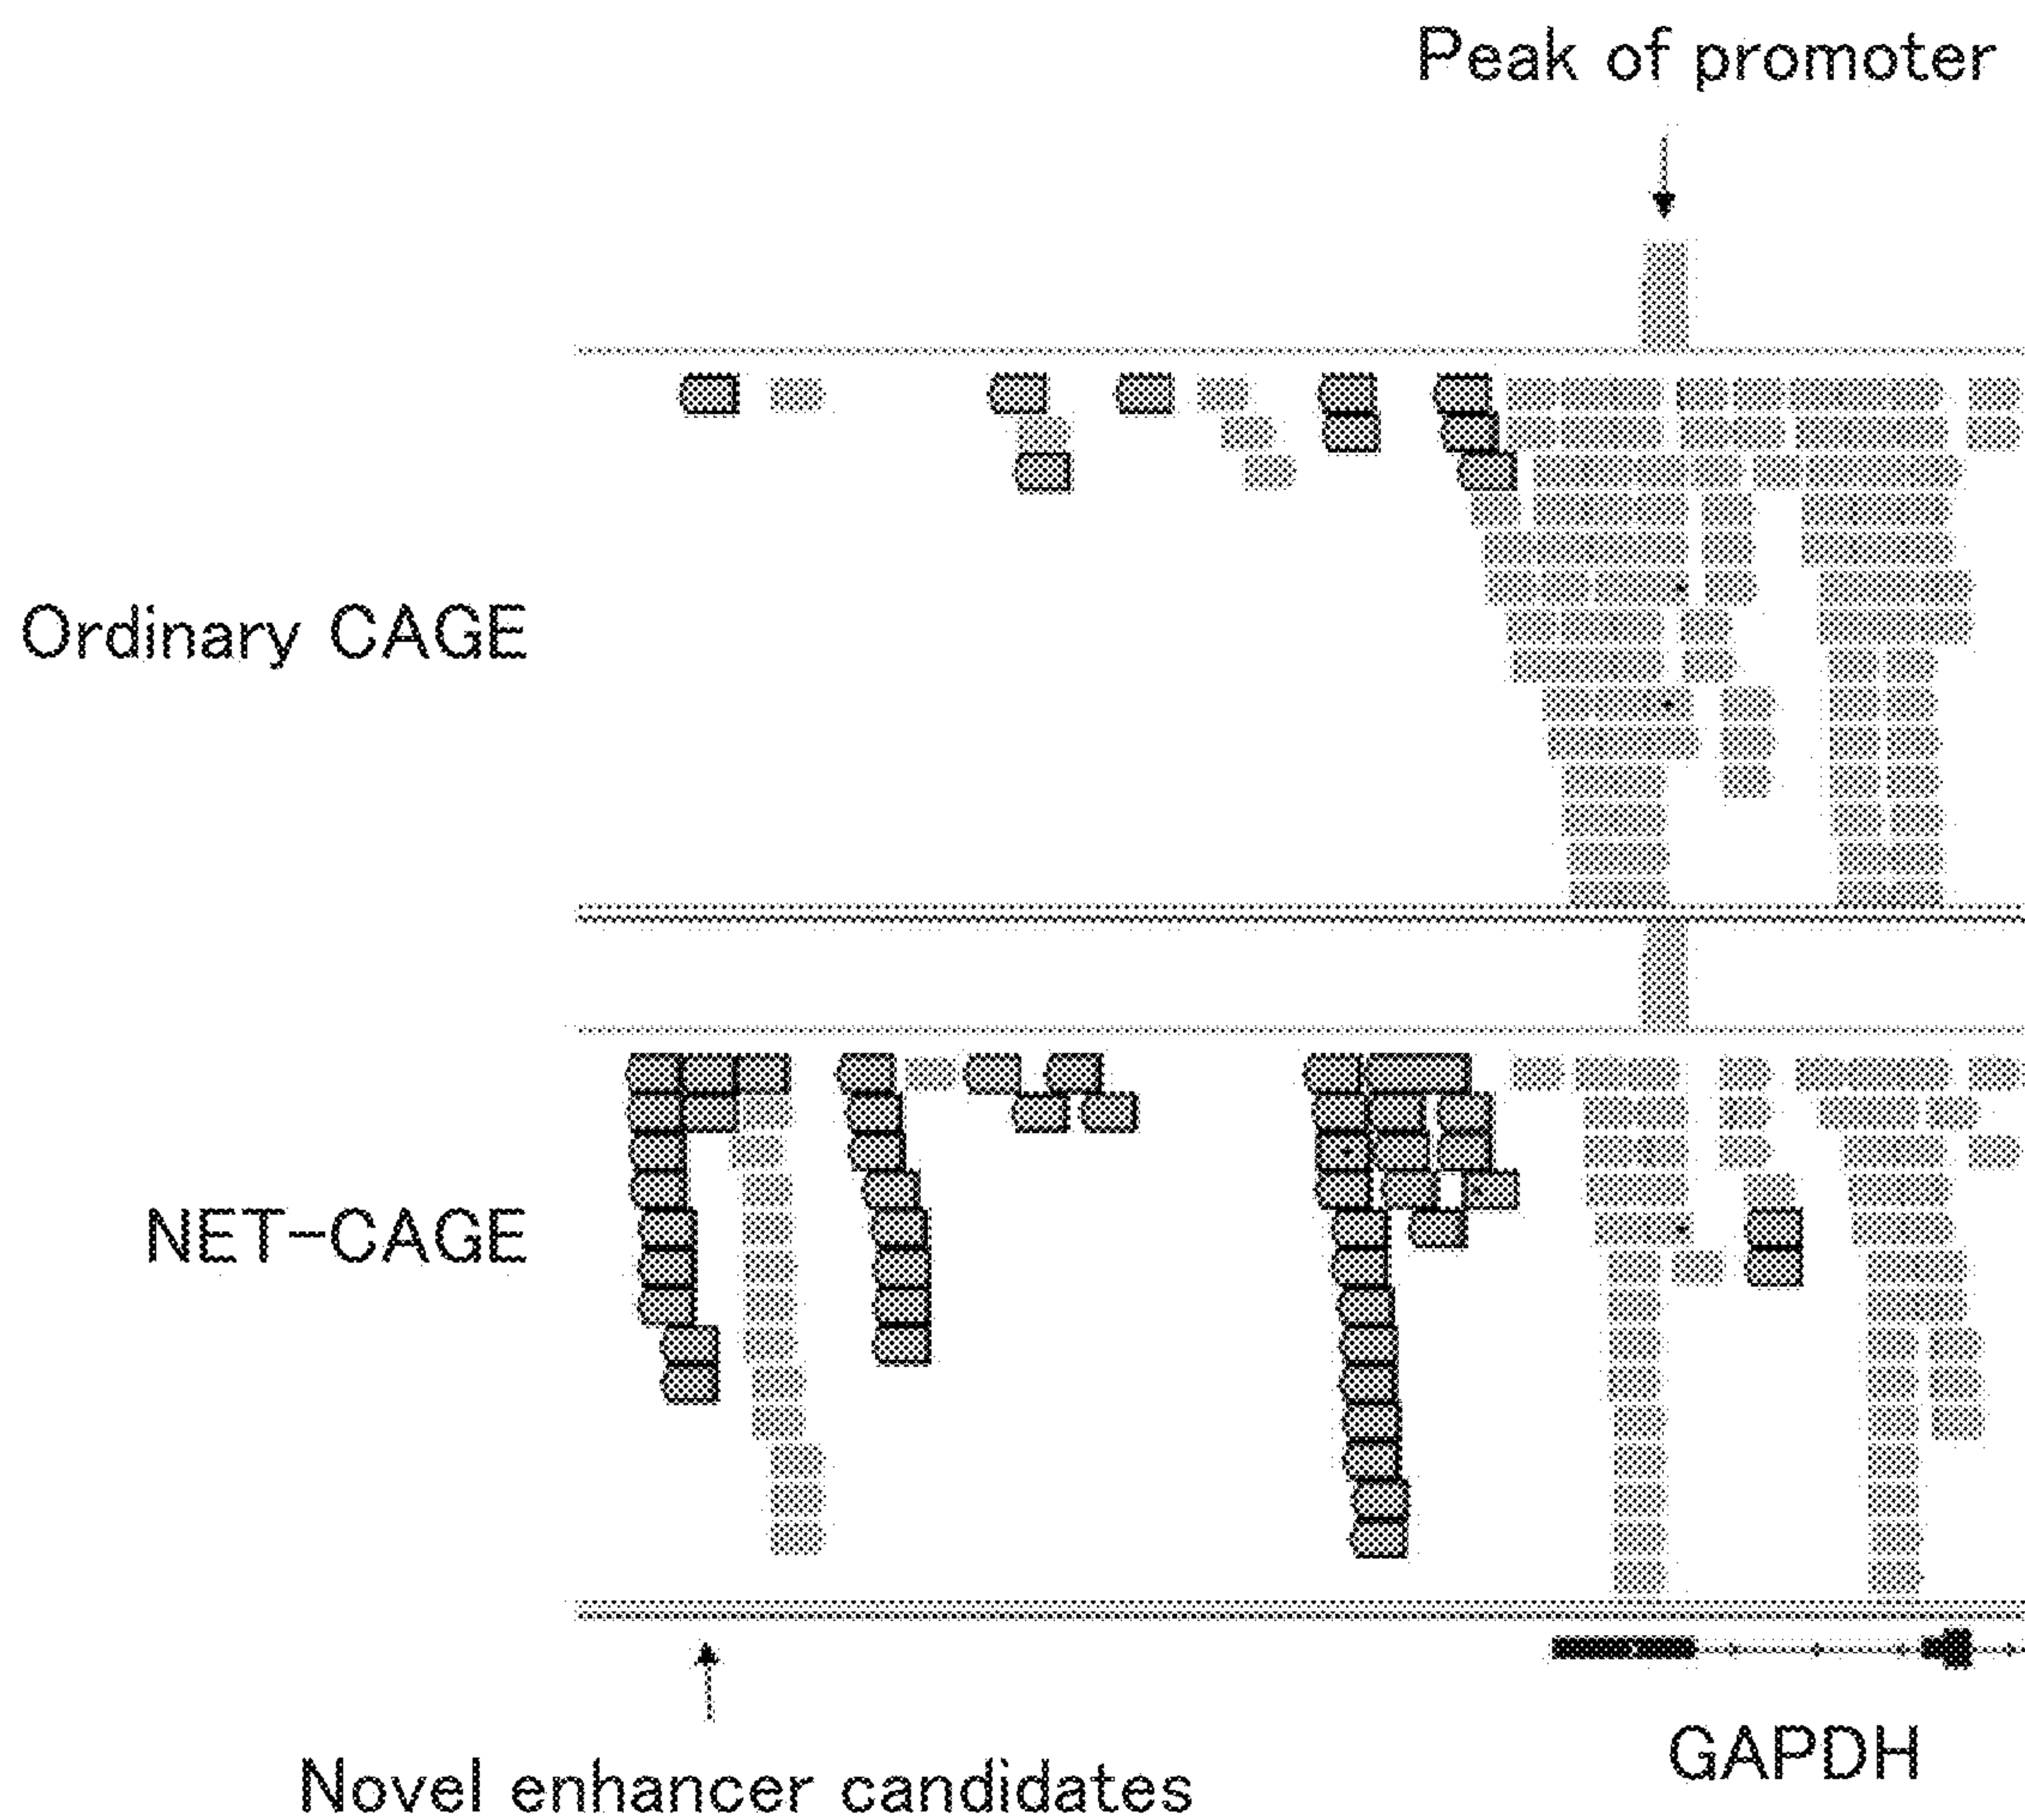 Peak of promoter
Ordinary CAGE
NET-CAGE
GAPDH
Novel enhancer candidates